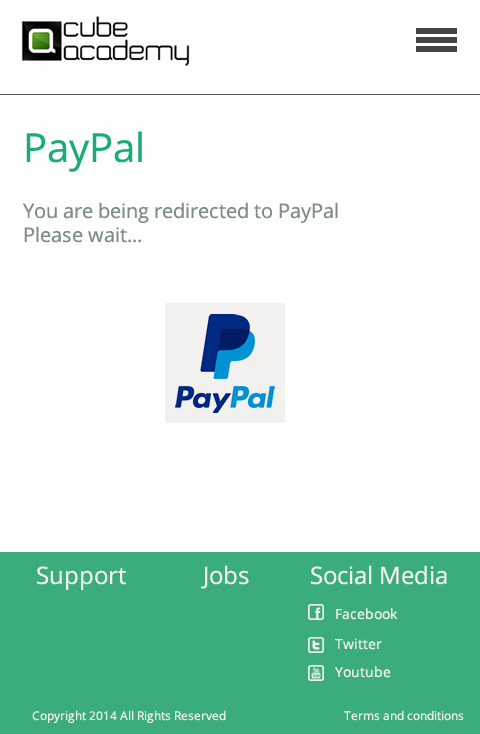 cube
academy
PayPal
You are being redirected to PayPal
Please wait...
PayPal
Support Jobs Social Media
Facebook
Twitter
Youtube
Copyright 2014 All Rights Reserved Terms and conditions